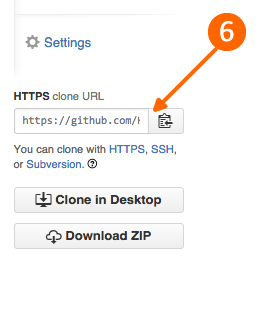 6
Settings
HTTPS clone URL
https://github.com/
You can clone with HTTPS, SSH,
or Subversion.
Clone in Desktop
Download ZIP